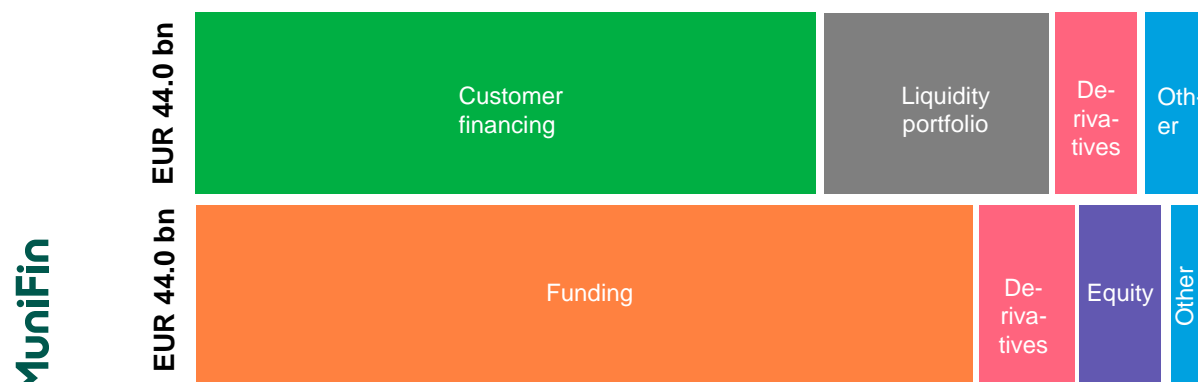 EUR 44.0 bn
Customer
financing
Liquidity
portfolio
De-
riva-
tives
Oth-
er
EUR 44.0 bn
Funding
De-
riva-
tives
Equity
Other
MuniFin